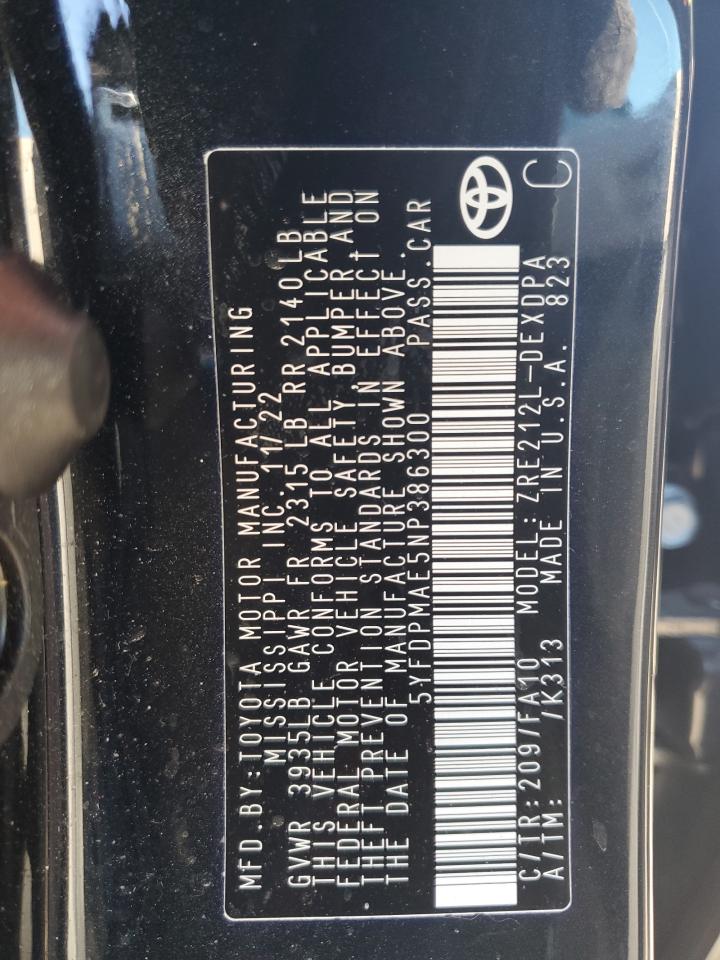 MFD.BY:TOYOTA MOTOR MANUFACTURING
MISSISSIPPI INC.11/22
GVWR 3935LB GAWR FR 2315 LB RR 2140LB
THIS VEHICLE CONFORMS TO ALL APPLICABLE
FEDERAL MOTOR VEHICLE SAFETY,BUMPER,AND
THEFT PREVENTION STANDARDS IN EFFECT ON
THE DATE OF MANUFACTURE SHOWN ABOVE.
5YFDPMAE5NP386300 PASS.CAR
C/TR:209/FA10 MODEL:ZRE212L-DEXDPA
A/TM: /K313 MADE IN U.S.A. 823
C